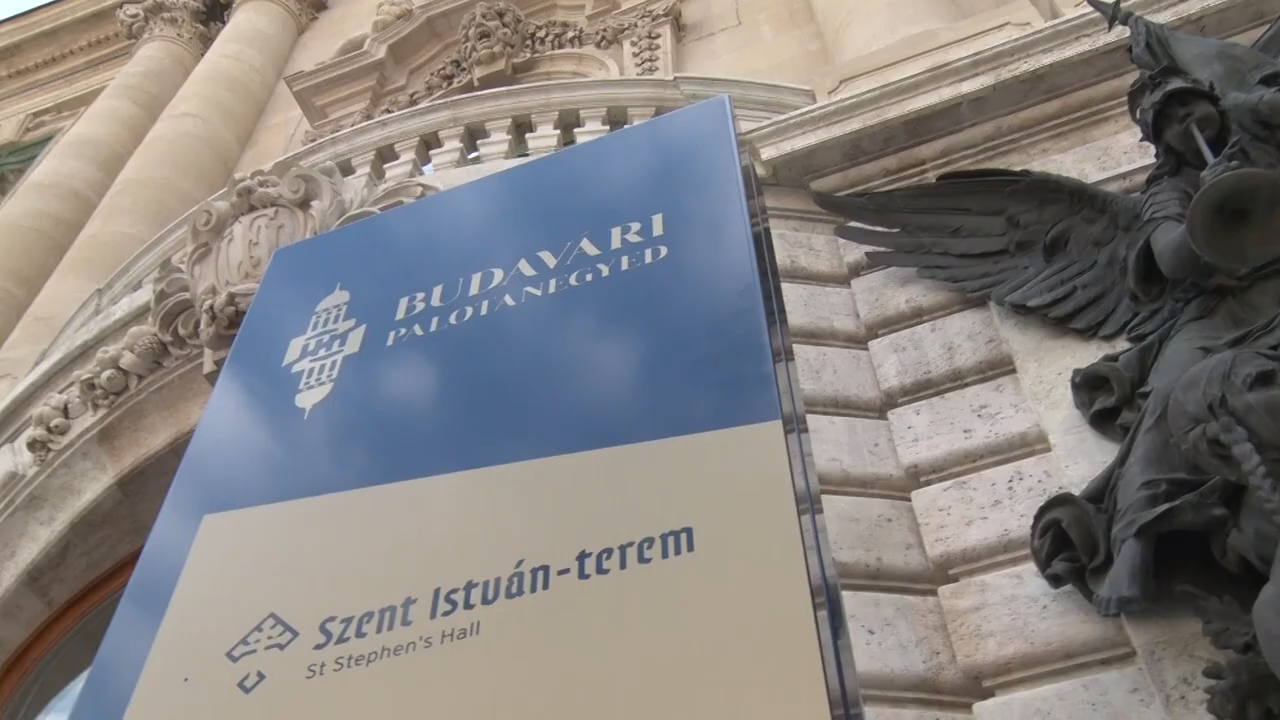 BUDAVÁRI
PALOTANEGYED
Szent István-terem
St Stephen's Hall